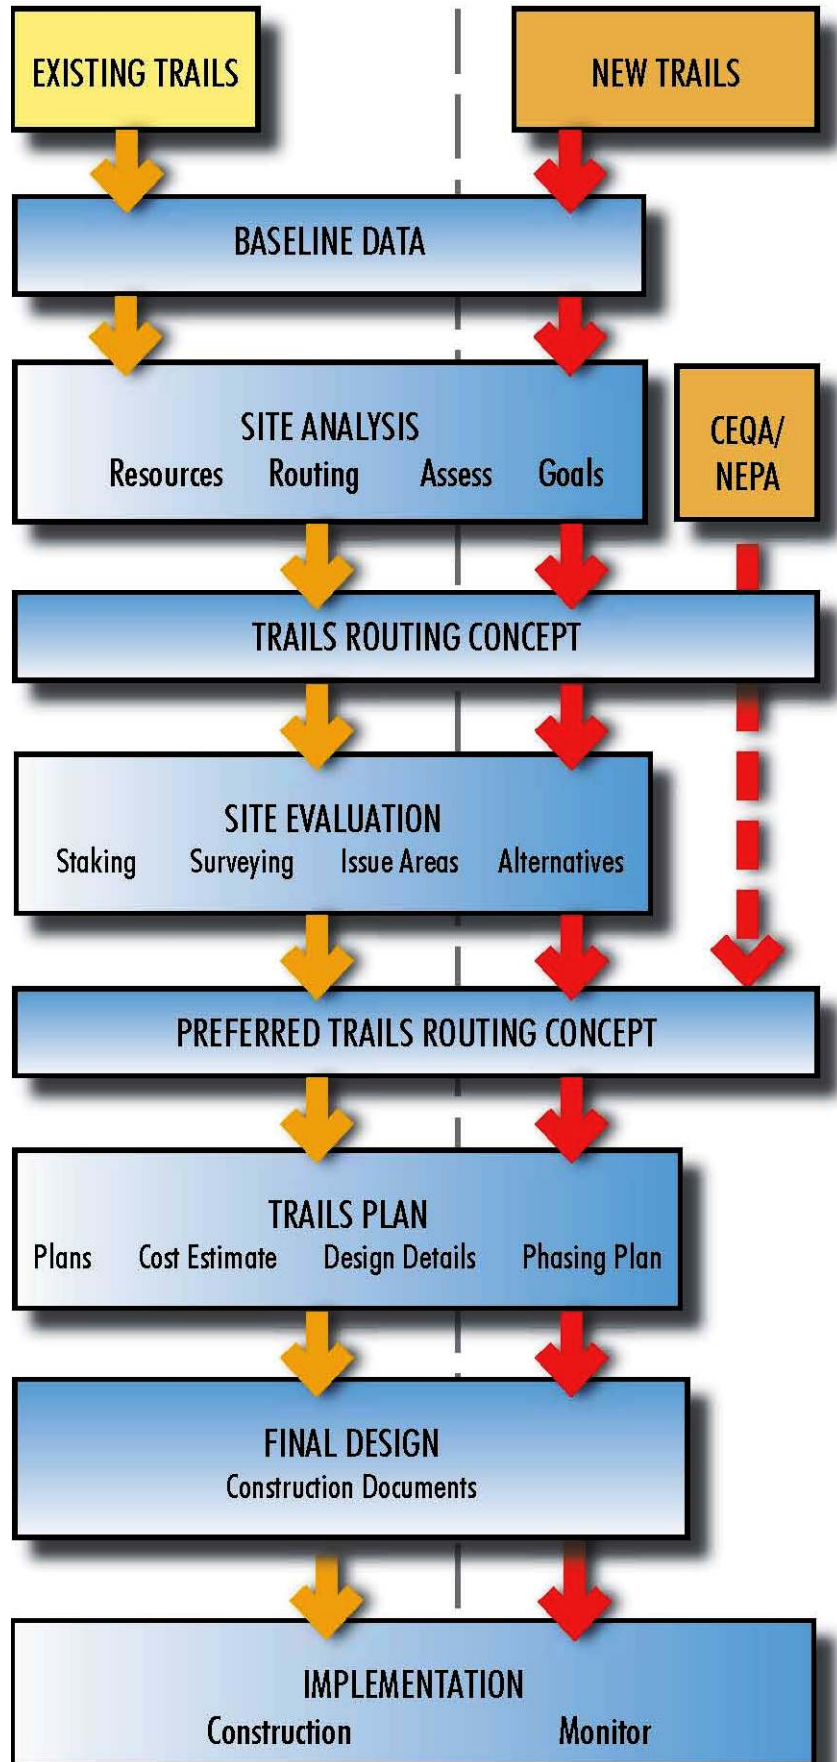 EXISTING TRAILS
NEW TRAILS
BASELINE DATA
SITE ANALYSIS
Resources Routing Assess Goals
CEQA/
NEPA
TRAILS ROUTING CONCEPT
SITE EVALUATION
Staking Surveying Issue Areas Alternatives
PREFERRED TRAILS ROUTING CONCEPT
TRAILS PLAN
Plans Cost Estimate Design Details Phasing Plan
FINAL DESIGN
Construction Documents
IMPLEMENTATION
Construction Monitor